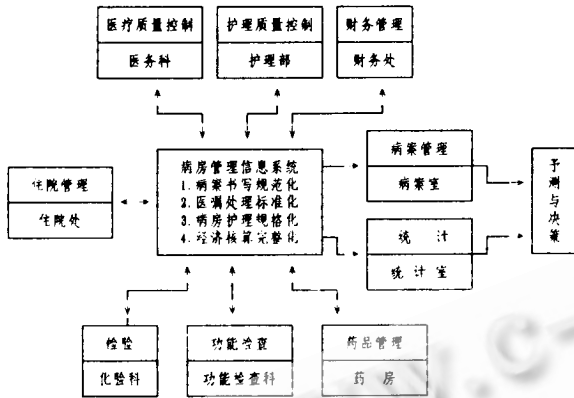 医疗质量控制
医务科
护理质量控制
护理部
财务管理
财务处
住院管理
住院处
病房管理信息系统
1.病案书写规范化
2.医嘱处理标准化
3.病房护理规格化
4.经济核算完整化
病案管理
病案室
统 计
统计室
予测与决策
检验
化验科
功能检查
功能检查科
药品管理
药 房